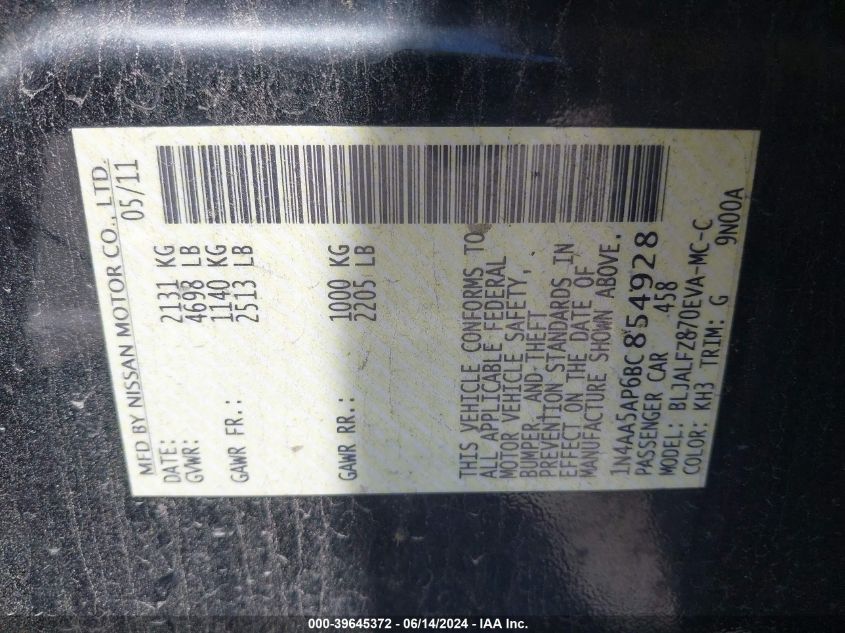 MFD BY NISSAN MOTOR CO., LTD.
DATE: 05/11
GVWR: 2131 KG
4698 LB
GAWR FR.: 1140 KG
2513 LB
GAWR RR.: 1000 KG
2205 LB
THIS VEHICLE CONFORMS TO
ALL APPLICABLE FEDERAL
MOTOR VEHICLE SAFETY,
BUMPER, AND THEFT
PREVENTION STANDARDS IN
EFFECT ON THE DATE OF
MANUFACTURE SHOWN ABOVE.
1N4AA5AP6BC854928
PASSENGER CAR 458
MODEL: BLJALFZ870EVA-MC-C
COLOR: KH3 TRIM: G 9N00A
000-39645372 - 06/14/2024 - IAA Inc.